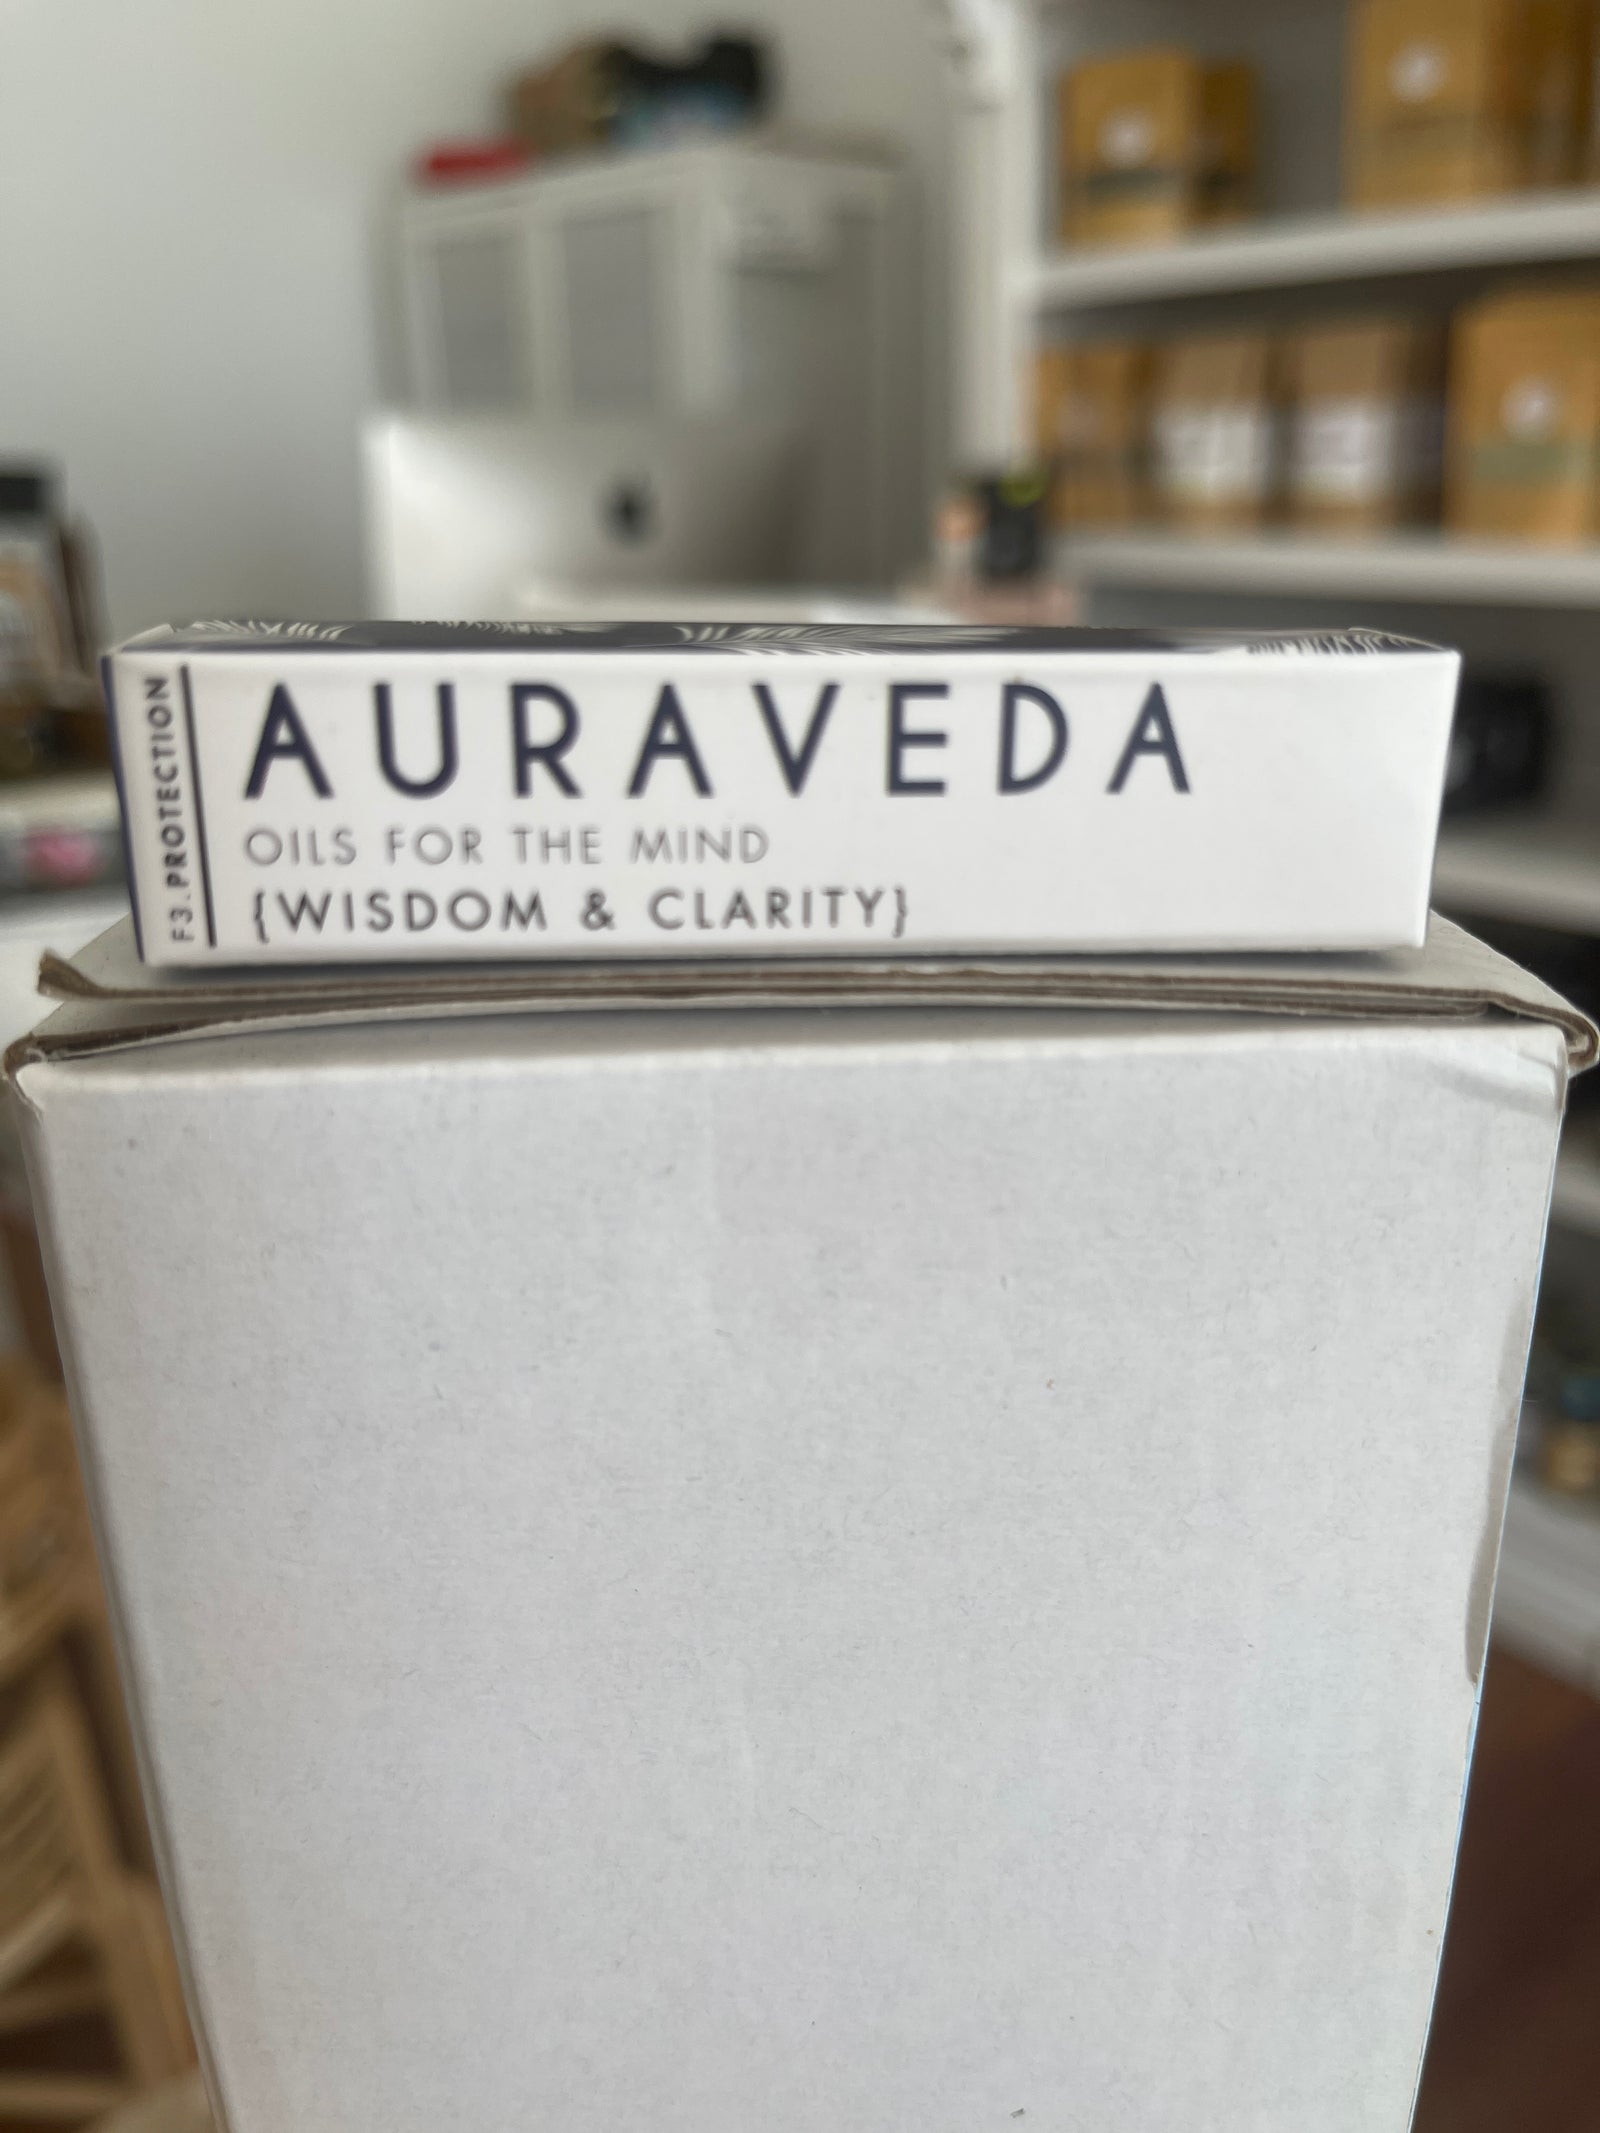 F3. PROTECTION
AURAVEDA
OILS FOR THE MIND
{WISDOM & CLARITY}